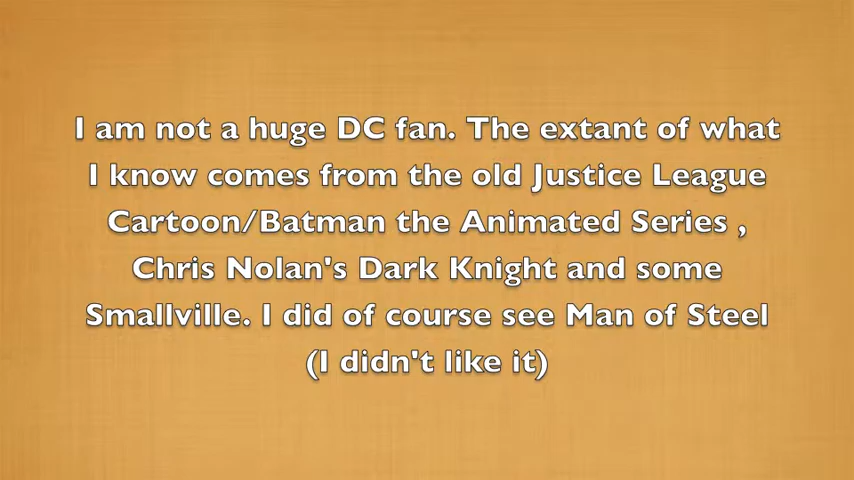 I am not a huge DC fan. The extant of what
I know comes from the old Justice League
Cartoon/Batman the Animated Series ,
Chris Nolan's Dark Knight and some
Smallville. I did of course see Man of Steel
(I didn't like it)